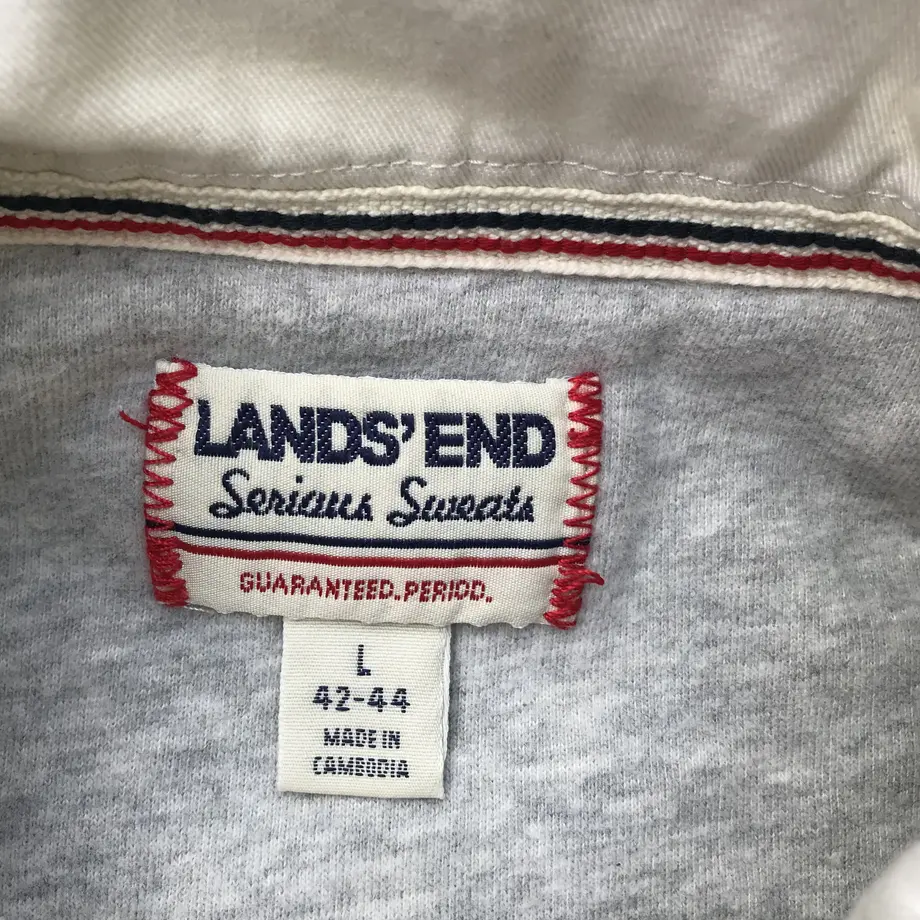 LANDS' END
Serious Sweats
GUARANTEED. PERIOD.
L
42-44
MADE IN
CAMBODIA